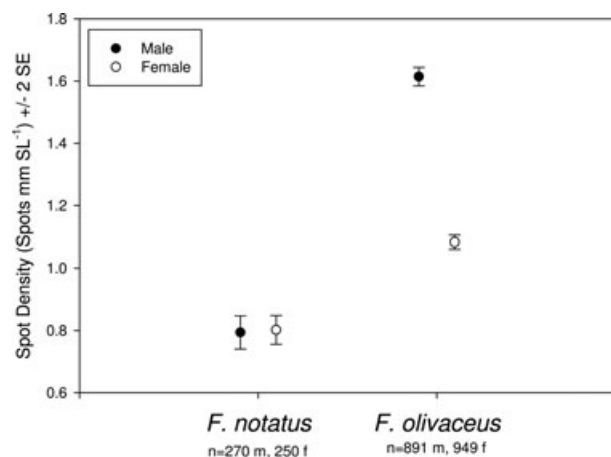 1.8
1.6
1.4
1.2
1.0
0.8
0.6
Spot Density (Spots mm SL⁻¹) +/- 2 SE
Male
Female
F. notatus
n=270 m, 250 f
F. olivaceus
n=891 m, 949 f